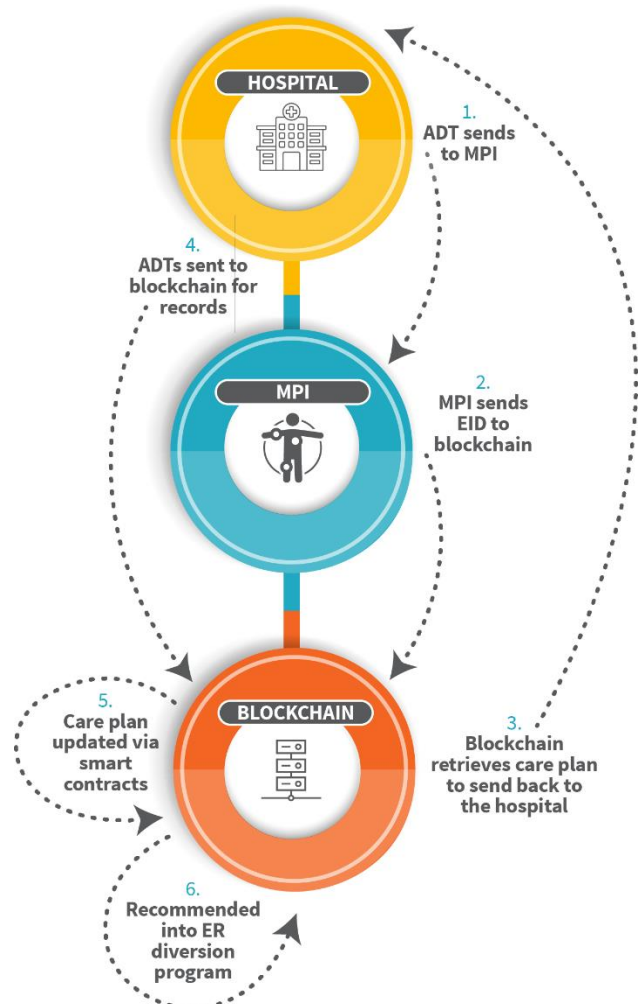 HOSPITAL
1.
ADT sends
to MPI
4.
ADTs sent to
blockchain for
records
MPI
2.
MPI sends
EID to
blockchain
BLOCKCHAIN
3.
Blockchain
retrieves care plan
to send back to
the hospital
5.
Care plan
updated via
smart
contracts
6.
Recommended
into ER
diversion
program